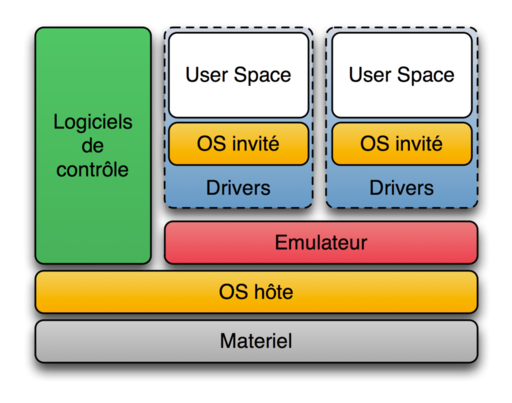 Logiciels
de
contrôle
User Space
OS invité
Drivers
User Space
OS invité
Drivers
Emulateur
OS hôte
Materiel